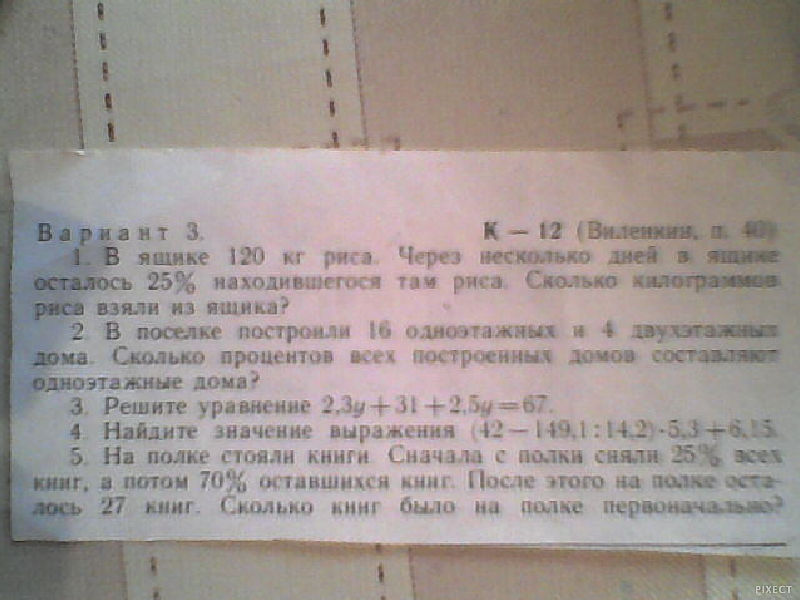 Вариант 3. К — 12 (Виленкин, п. 40)
1. В ящике 120 кг риса. Через несколько дней в ящике
осталось 25% находившегося там риса. Сколько килограммов
риса взяли из ящика?
2. В поселке построили 16 одноэтажных и 4 двухэтажных
дома. Сколько процентов всех построенных домов составляют
одноэтажные дома?
3. Решите уравнение 2,3y + 31 + 2,5y = 67.
4. Найдите значение выражения (42 — 149,1 : 14,2) · 5,3 + 6,15.
5. На полке стояли книги. Сначала с полки сняли 25% всех
книг, а потом 70% оставшихся книг. После этого на полке оста-
лось 27 книг. Сколько книг было на полке первоначально?
PIXECT